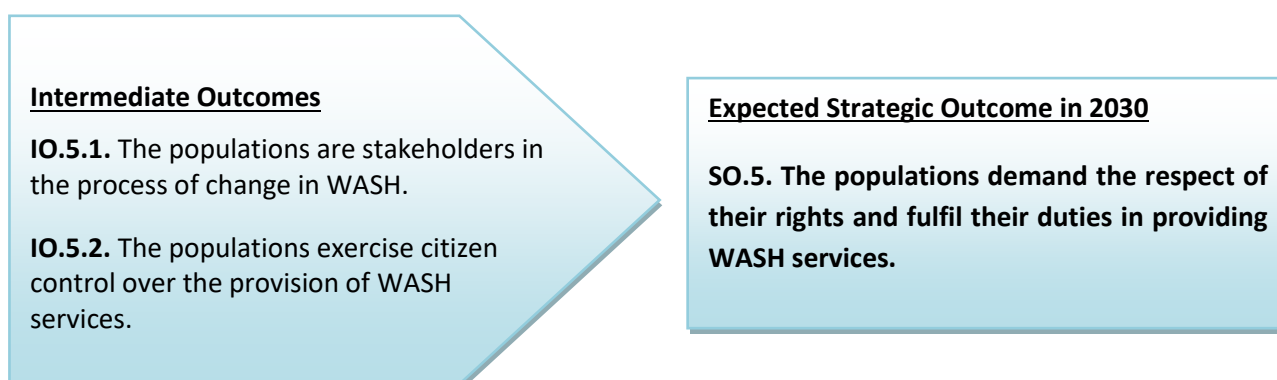 Intermediate Outcomes
IO.5.1. The populations are stakeholders in
the process of change in WASH.
IO.5.2. The populations exercise citizen
control over the provision of WASH
services.
Expected Strategic Outcome in 2030
SO.5. The populations demand the respect of
their rights and fulfil their duties in providing
WASH services.